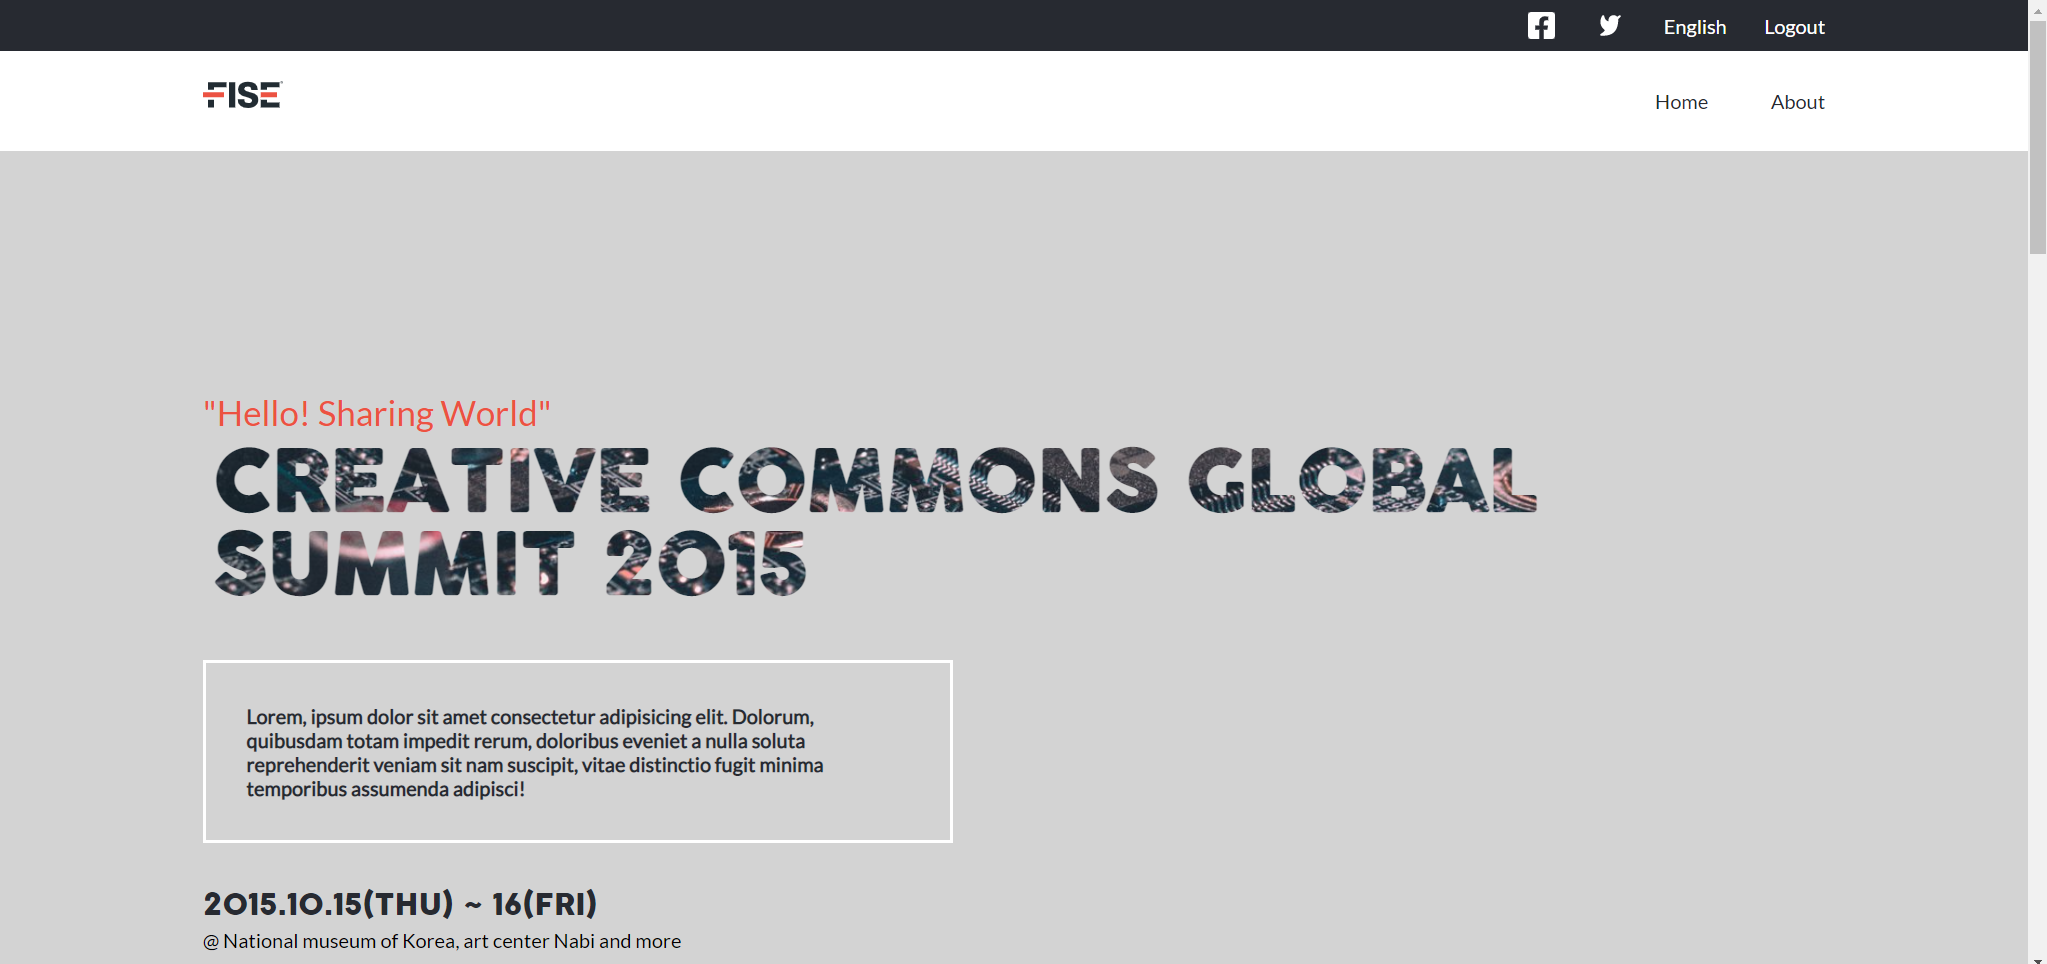 English Logout
FISE
Home About
"Hello! Sharing World"
CREATIVE COMMONS GLOBAL
SUMMIT 2015
Lorem, ipsum dolor sit amet consectetur adipisicing elit. Dolorum,
quibusdam totam impedit rerum, doloribus eveniet a nulla soluta
reprehenderit veniam sit nam suscipit, vitae distinctio fugit minima
temporibus assumenda adipisci!
2015.10.15(THU) ~ 16(FRI)
@ National museum of Korea, art center Nabi and more